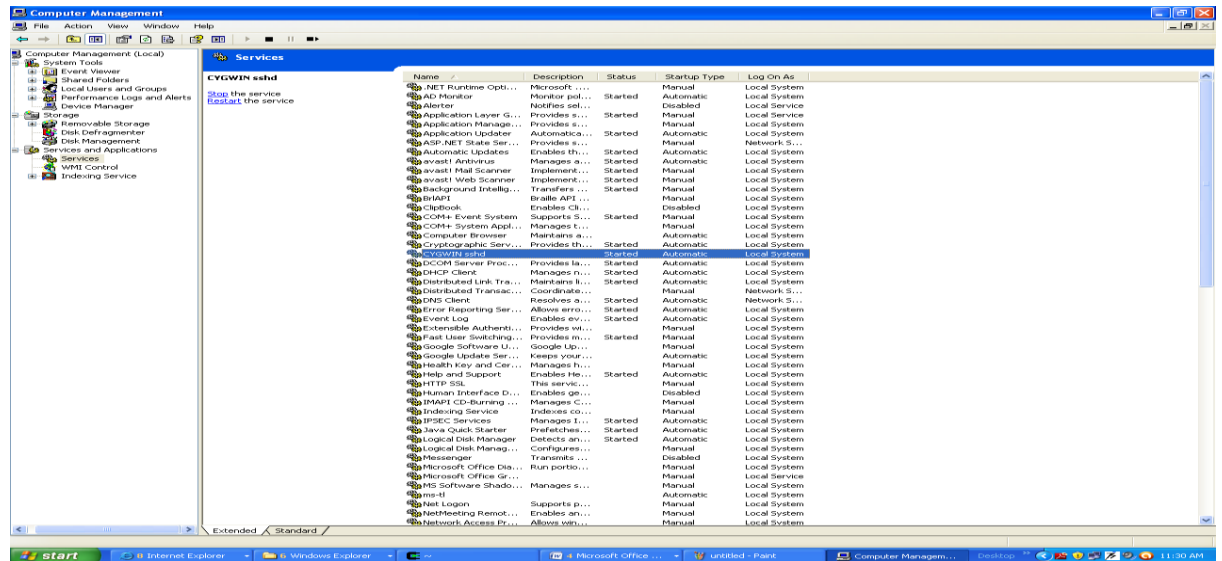 Computer Management
File Action View Window Help
Computer Management (Local)
System Tools
Event Viewer
Shared Folders
Local Users and Groups
Performance Logs and Alerts
Device Manager
Storage
Removable Storage
Disk Defragmenter
Disk Management
Services and Applications
Services
WMI Control
Indexing Service
Services
CYGWIN sshd
Stop the service
Restart the service
Name Description Status Startup Type Log On As
.NET Runtime Opti... Microsoft .... Manual Local System
AD Monitor Monitor pol... Started Automatic Local System
Alerter Notifies sel... Disabled Local Service
Application Layer G... Provides s... Started Manual Local Service
Application Manage... Provides s... Manual Local System
Application Updater Automatica... Started Automatic Local System
ASP.NET State Ser... Provides s... Manual Network S...
Automatic Updates Enables th... Started Automatic Local System
avast! Antivirus Manages a... Started Automatic Local System
avast! Mail Scanner Implement... Started Manual Local System
avast! Web Scanner Implement... Started Manual Local System
Background Intellig... Transfers ... Started Manual Local System
BrlAPI Braille API ... Manual Local System
ClipBook Enables Cli... Disabled Local System
COM+ Event System Supports S... Started Manual Local System
COM+ System Appl... Manages t... Manual Local System
Computer Browser Maintains a... Automatic Local System
Cryptographic Serv... Provides th... Started Automatic Local System
CYGWIN sshd Started Automatic Local System
DCOM Server Proc... Provides la... Started Automatic Local System
DHCP Client Manages n... Started Automatic Local System
Distributed Link Tra... Maintains li... Started Automatic Local System
Distributed Transac... Coordinate... Manual Network S...
DNS Client Resolves a... Started Automatic Network S...
Error Reporting Ser... Allows erro... Started Automatic Local System
Event Log Enables ev... Started Automatic Local System
Extensible Authenti... Provides wi... Manual Local System
Fast User Switching... Provides m... Started Manual Local System
Google Software U... Google Up... Manual Local System
Google Update Ser... Keeps your... Automatic Local System
Health Key and Cer... Manages h... Manual Local System
Help and Support Enables He... Started Automatic Local System
HTTP SSL This servic... Manual Local System
Human Interface D... Enables ge... Disabled Local System
IMAPI CD-Burning ... Manages C... Manual Local System
Indexing Service Indexes co... Manual Local System
IPSEC Services Manages I... Started Automatic Local System
Java Quick Starter Prefetches... Started Automatic Local System
Logical Disk Manager Detects an... Started Automatic Local System
Logical Disk Manag... Configures... Manual Local System
Messenger Transmits ... Disabled Local System
Microsoft Office Dia... Run portio... Manual Local System
Microsoft Office Gr... Manual Local Service
MS Software Shado... Manages s... Manual Local System
ms-tl Automatic Local System
Net Logon Supports p... Manual Local System
NetMeeting Remot... Enables an... Manual Local System
Network Access Pr... Allows win... Manual Local System
Extended Standard
start 8 Internet Explorer 6 Windows Explorer ~ 4 Microsoft Office ... untitled - Paint Computer Managem... Desktop 11:30 AM